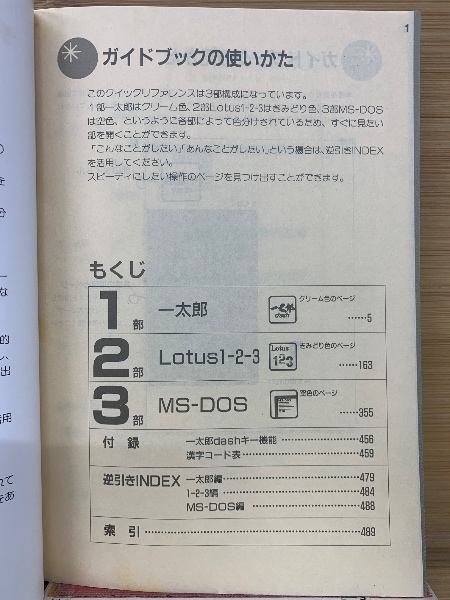 1
ガイドブックの使いかた
このクイックリファレンスは3部構成になっています。
1部一太郎はクリーム色、2部Lotus1-2-3はきみどり色、3部MS-DOS
は空色、というように各部によって色分けされているため、すぐに見たい
部を開くことができます。
「こんなことがしたい」「あんなことがしたい」という場合は、逆引きINDEX
を活用してください。
スピーディにしたい操作のページを見つけ出すことができます。
もくじ
1部 一太郎 クリーム色のページ ……5
2部 Lotus1-2-3 Lotus 123 きみどり色のページ ……163
3部 MS-DOS 空色のページ ……355
付録 一太郎dashキー機能 ……456
漢字コード表 ……459
逆引きINDEX 一太郎編 ……479
1-2-3編 ……484
MS-DOS編 ……488
索引 ……489